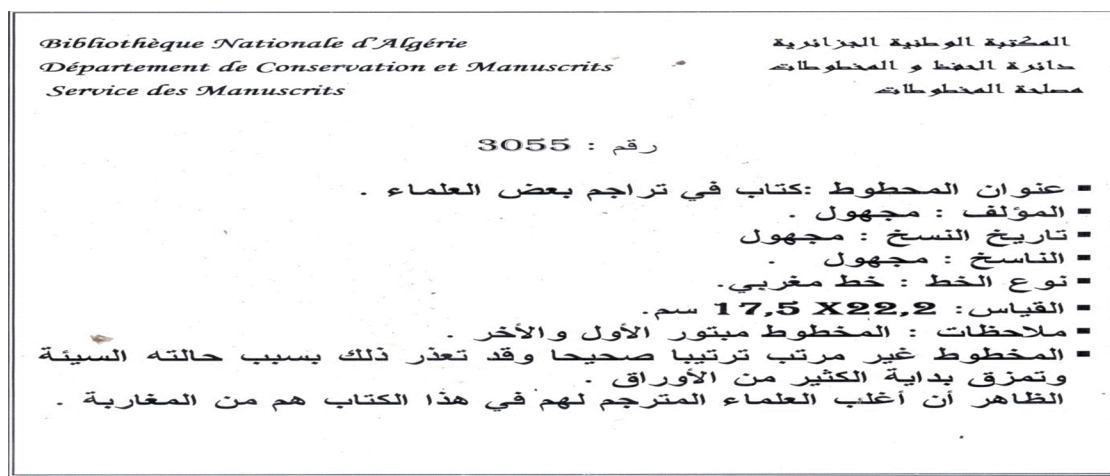 Bibliothèque Nationale d'Algérie
Département de Conservation et Manuscrits
Service des Manuscrits
المكتبة الوطنية الجزائرية
دائرة الحفظ و المخطوطات
مصلحة المخطوطات
رقم : 3055
▪ عنوان المحطوط :كتاب في تراجم بعض العلماء .
▪ المؤلف : مجهول .
▪ تاريخ النسخ : مجهول
▪ الناسخ : مجهول .
▪ نوع الخط : خط مغربي.
▪ القياس: 17,5 X22,2 سم.
▪ ملاحظات : المخطوط مبتور الأول والأخر .
▪ المخطوط غير مرتب ترتيبا صحيحا وقد تعذر ذلك بسبب حالته السيئة
وتمزق بداية الكثير من الأوراق .
الظاهر أن أغلب العلماء المترجم لهم في هذا الكتاب هم من المغاربة .